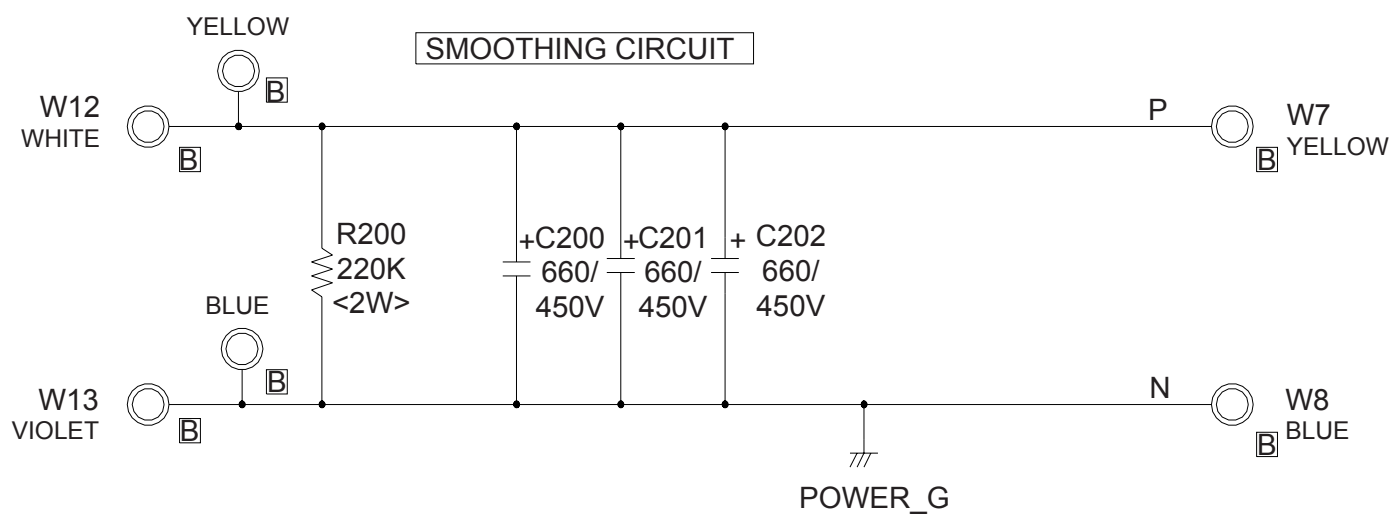 YELLOW
SMOOTHING CIRCUIT
B
W12
WHITE
B
P
W7
YELLOW
B
R200
220K
<2W>
+C200
660/
450V
+C201
660/
450V
+ C202
660/
450V
BLUE
B
W13
VIOLET
B
N
W8
BLUE
B
POWER_G